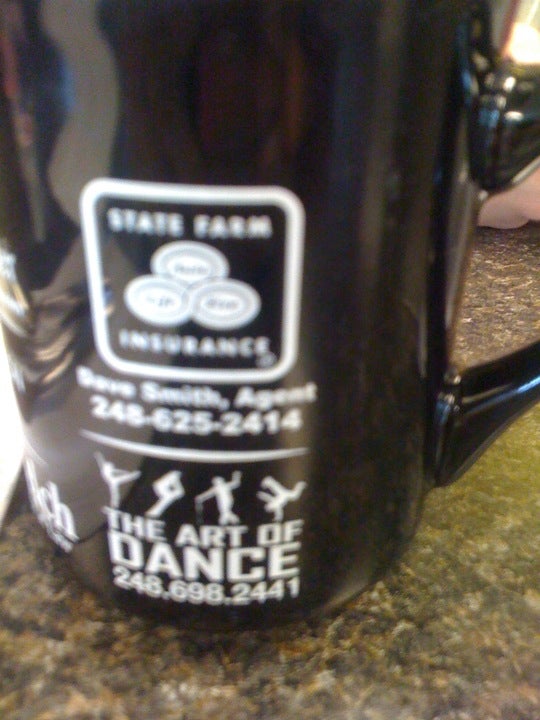 STATE FARM
INSURANCE
Dave Smith, Agent
248-625-2414
THE ART OF
DANCE
248.698.2441